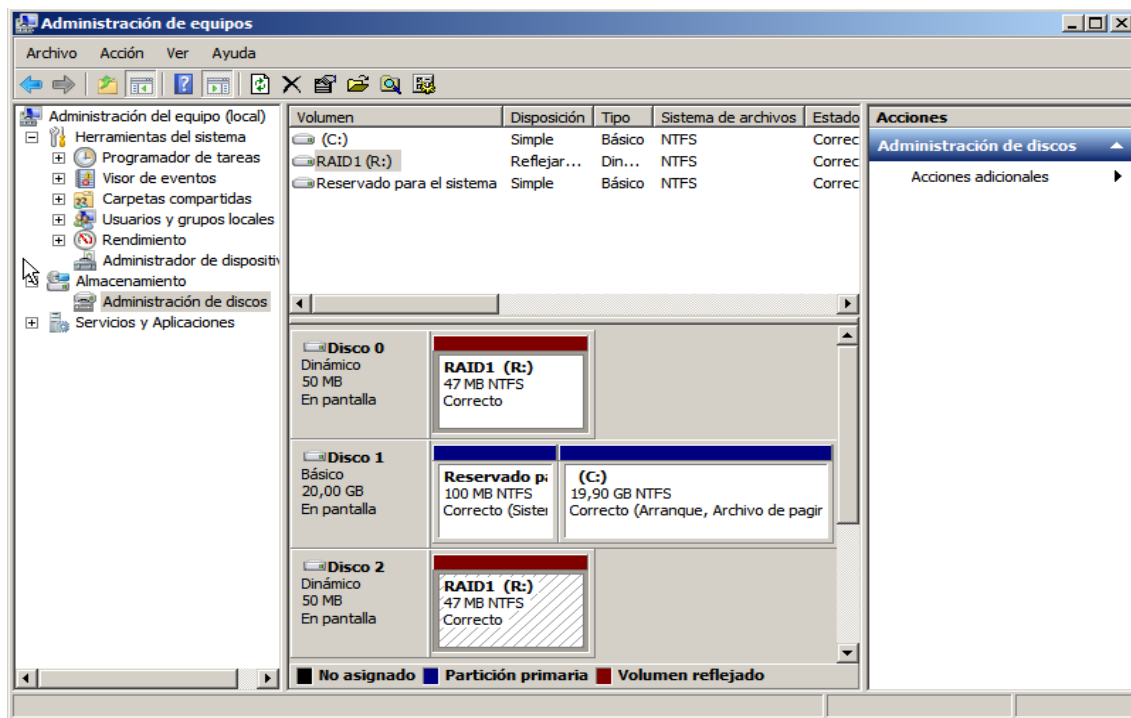 Administración de equipos
Archivo Acción Ver Ayuda
Administración del equipo (local)
Herramientas del sistema
Programador de tareas
Visor de eventos
Carpetas compartidas
Usuarios y grupos locales
Rendimiento
Administrador de dispositiv
Almacenamiento
Administración de discos
Servicios y Aplicaciones
Volumen Disposición Tipo Sistema de archivos Estado
(C:) Simple Básico NTFS Correc
RAID1 (R:) Reflejar... Din... NTFS Correc
Reservado para el sistema Simple Básico NTFS Correc
Disco 0
Dinámico
50 MB
En pantalla
RAID1 (R:)
47 MB NTFS
Correcto
Disco 1
Básico
20,00 GB
En pantalla
Reservado pa
100 MB NTFS
Correcto (Sister
(C:)
19,90 GB NTFS
Correcto (Arranque, Archivo de pagir
Disco 2
Dinámico
50 MB
En pantalla
RAID1 (R:)
47 MB NTFS
Correcto
No asignado Partición primaria Volumen reflejado
Acciones
Administración de discos
Acciones adicionales